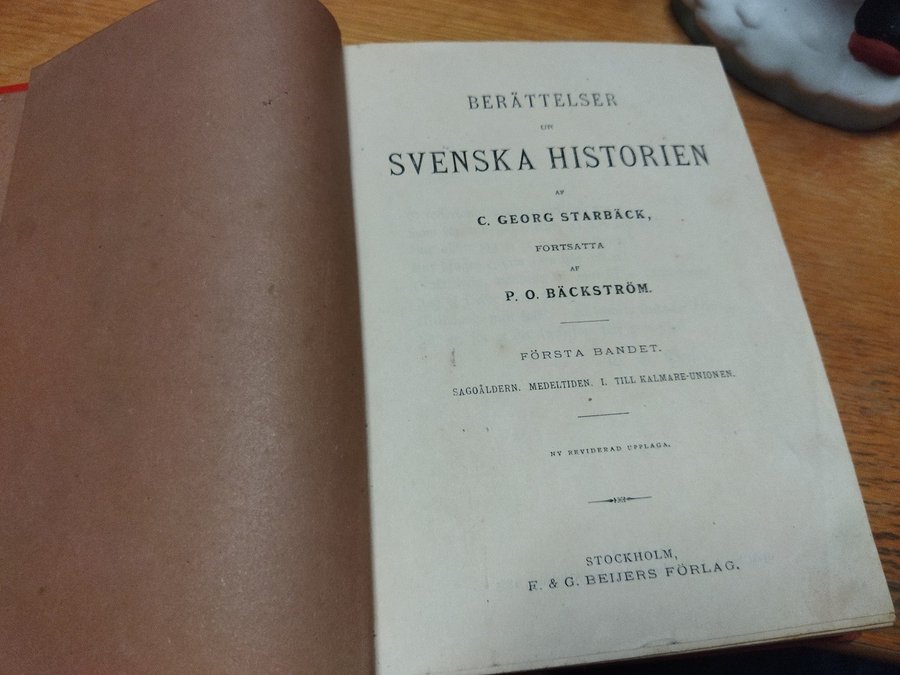 BERÄTTELSER
UR
SVENSKA HISTORIEN
AF
C. GEORG STARBÄCK,
FORTSATTA
AF
P. O. BÄCKSTRÖM.
FÖRSTA BANDET.
SAGOÅLDERN. MEDELTIDEN. I. TILL KALMARE-UNIONEN.
NY REVIDERAD UPPLAGA.
STOCKHOLM,
F. & G. BEIJERS FÖRLAG.